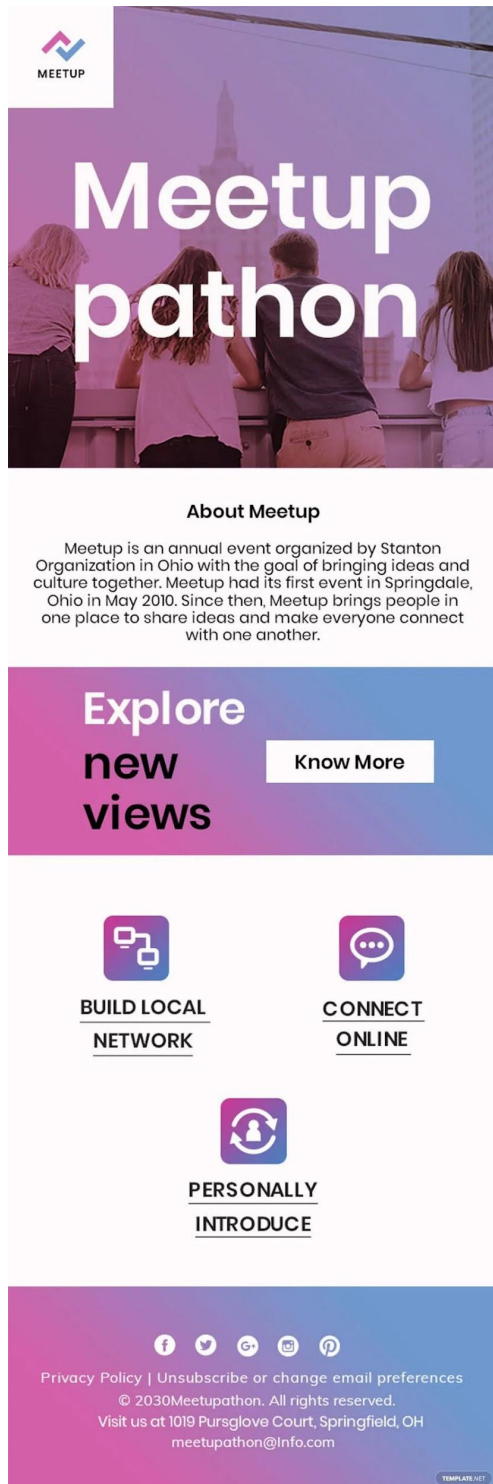 MEETUP
Meetup
pathon
About Meetup
Meetup is an annual event organized by Stanton
Organization in Ohio with the goal of bringing ideas and
culture together. Meetup had its first event in Springdale,
Ohio in May 2010. Since then, Meetup brings people in
one place to share ideas and make everyone connect
with one another.
Explore
new
views
Know More
BUILD LOCAL
NETWORK
CONNECT
ONLINE
PERSONALLY
INTRODUCE
Privacy Policy | Unsubscribe or change email preferences
© 2030Meetupathon. All rights reserved.
Visit us at 1019 Pursglove Court, Springfield, OH
meetupathon@Info.com
TEMPLATE.NET